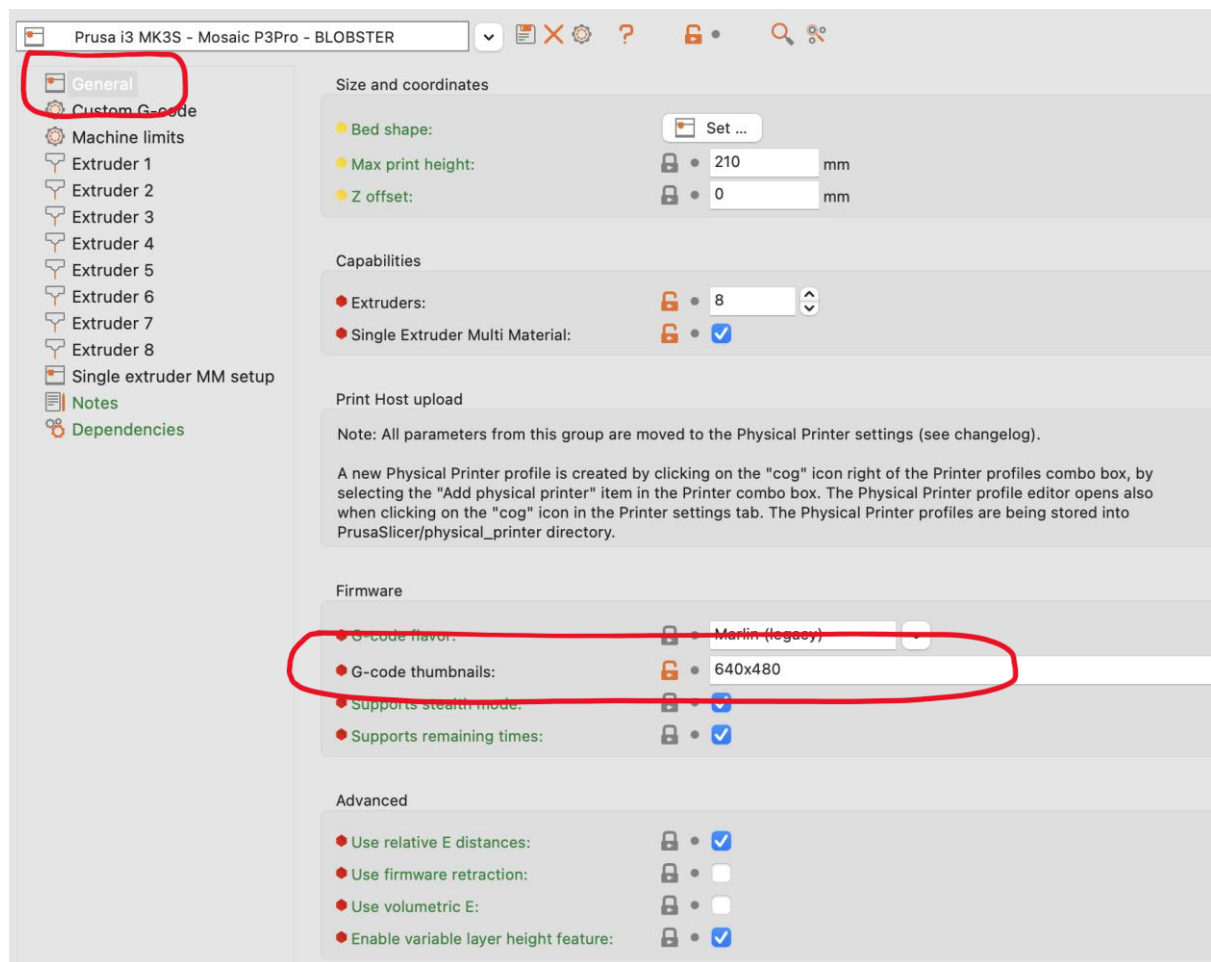 Prusa i3 MK3S - Mosaic P3Pro - BLOBSTER
General
Custom G-code
Machine limits
Extruder 1
Extruder 2
Extruder 3
Extruder 4
Extruder 5
Extruder 6
Extruder 7
Extruder 8
Single extruder MM setup
Notes
Dependencies
Size and coordinates
Bed shape: Set ...
Max print height: 210 mm
Z offset: 0 mm
Capabilities
Extruders: 8
Single Extruder Multi Material:
Print Host upload
Note: All parameters from this group are moved to the Physical Printer settings (see changelog).
A new Physical Printer profile is created by clicking on the "cog" icon right of the Printer profiles combo box, by
selecting the "Add physical printer" item in the Printer combo box. The Physical Printer profile editor opens also
when clicking on the "cog" icon in the Printer settings tab. The Physical Printer profiles are being stored into
PrusaSlicer/physical_printer directory.
Firmware
G-code flavor: Marlin (legacy)
G-code thumbnails: 640x480
Supports stealth mode:
Supports remaining times:
Advanced
Use relative E distances:
Use firmware retraction:
Use volumetric E:
Enable variable layer height feature: